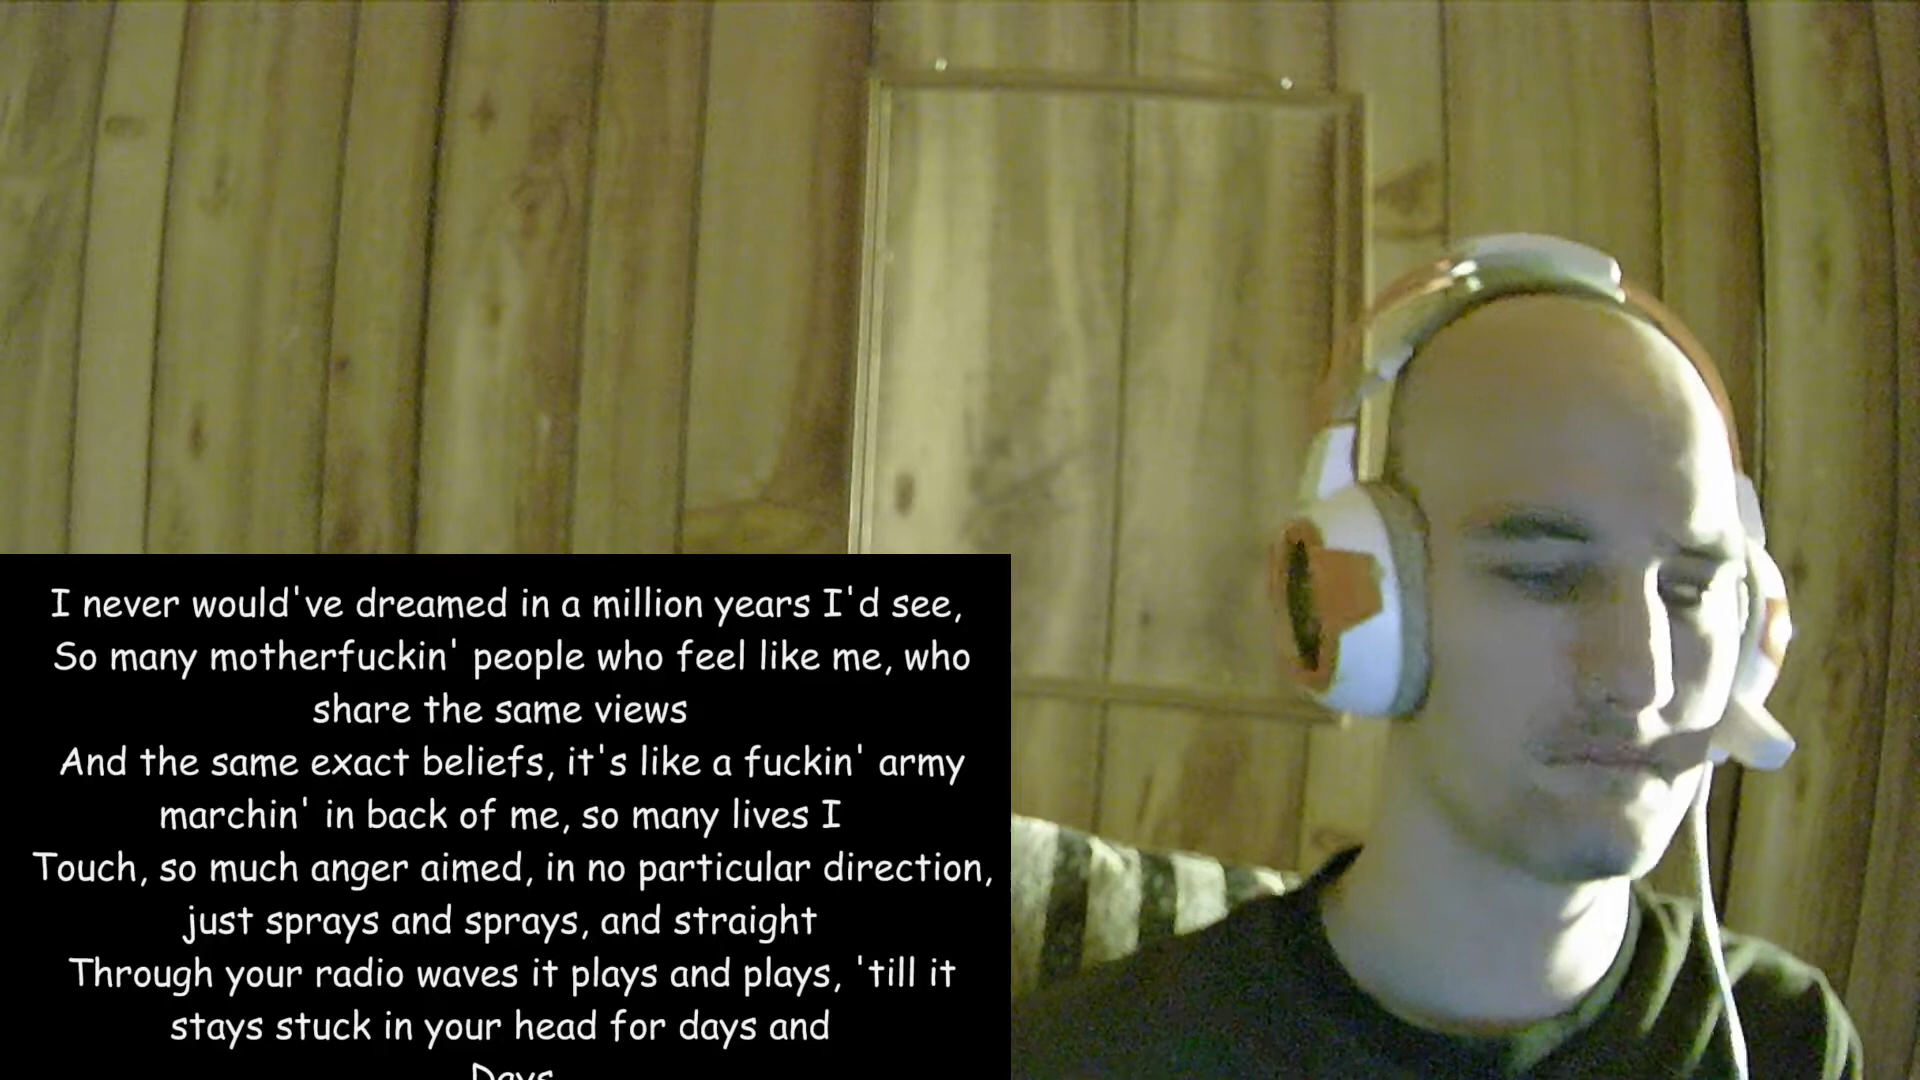 I never would've dreamed in a million years I'd see,
So many motherfuckin' people who feel like me, who
share the same views
And the same exact beliefs, it's like a fuckin' army
marchin' in back of me, so many lives I
Touch, so much anger aimed, in no particular direction,
just sprays and sprays, and straight
Through your radio waves it plays and plays, 'till it
stays stuck in your head for days and
Days